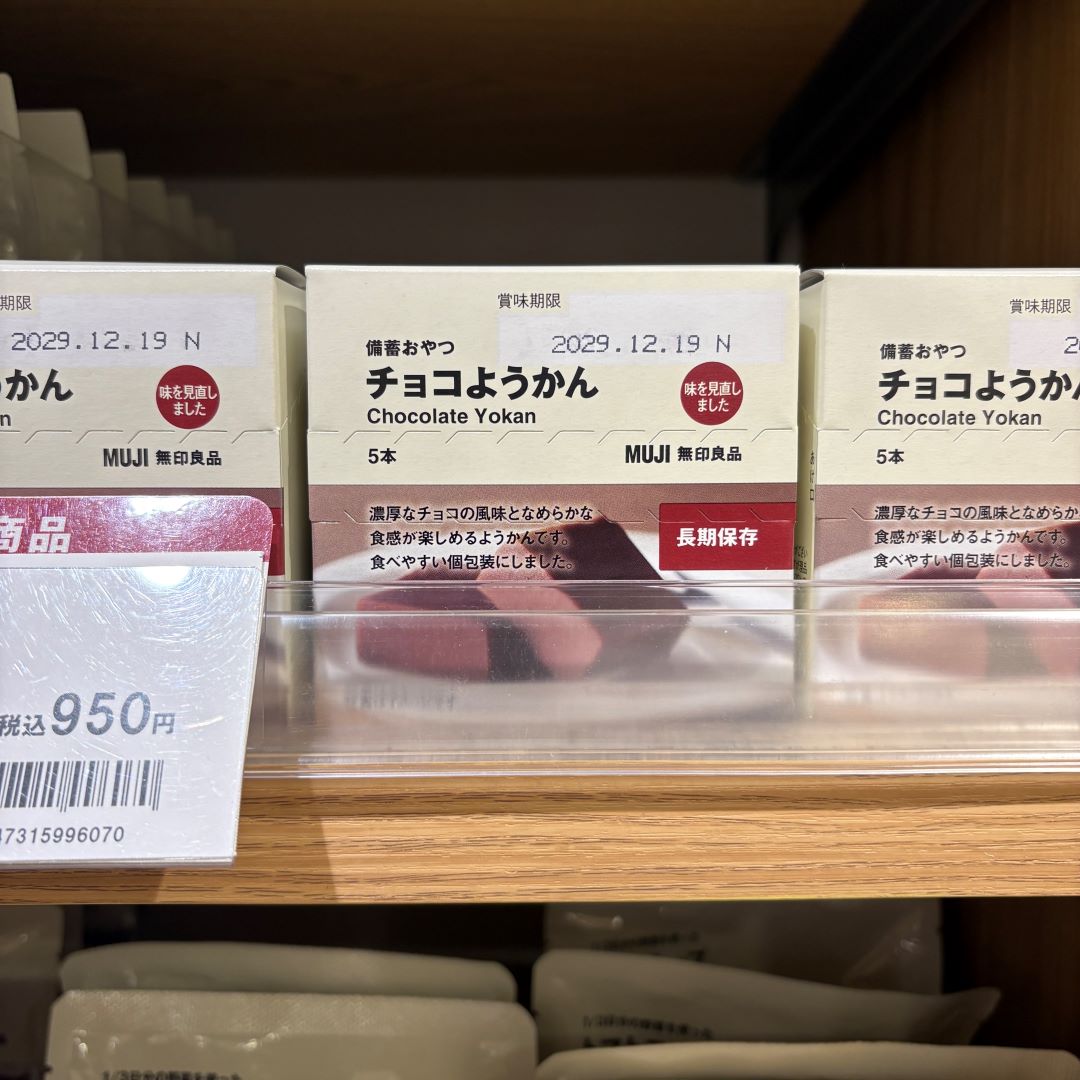 期限
2029.12.19 N
うかん
味を見直し
ました
n
MUJI 無印良品
商品
税込950円
47315996070
賞味期限
2029.12.19 N
備蓄おやつ
チョコようかん
Chocolate Yokan
味を見直し
ました
5本
MUJI 無印良品
濃厚なチョコの風味となめらかな
食感が楽しめるようかんです。
食べやすい個包装にしました。
長期保存
賞味期限
2
備蓄おやつ
チョコようか
Chocolate Yokan
5本
あけ口
濃厚なチョコの風味となめらか
食感が楽しめるようかんです。
食べやすい個包装にしました。